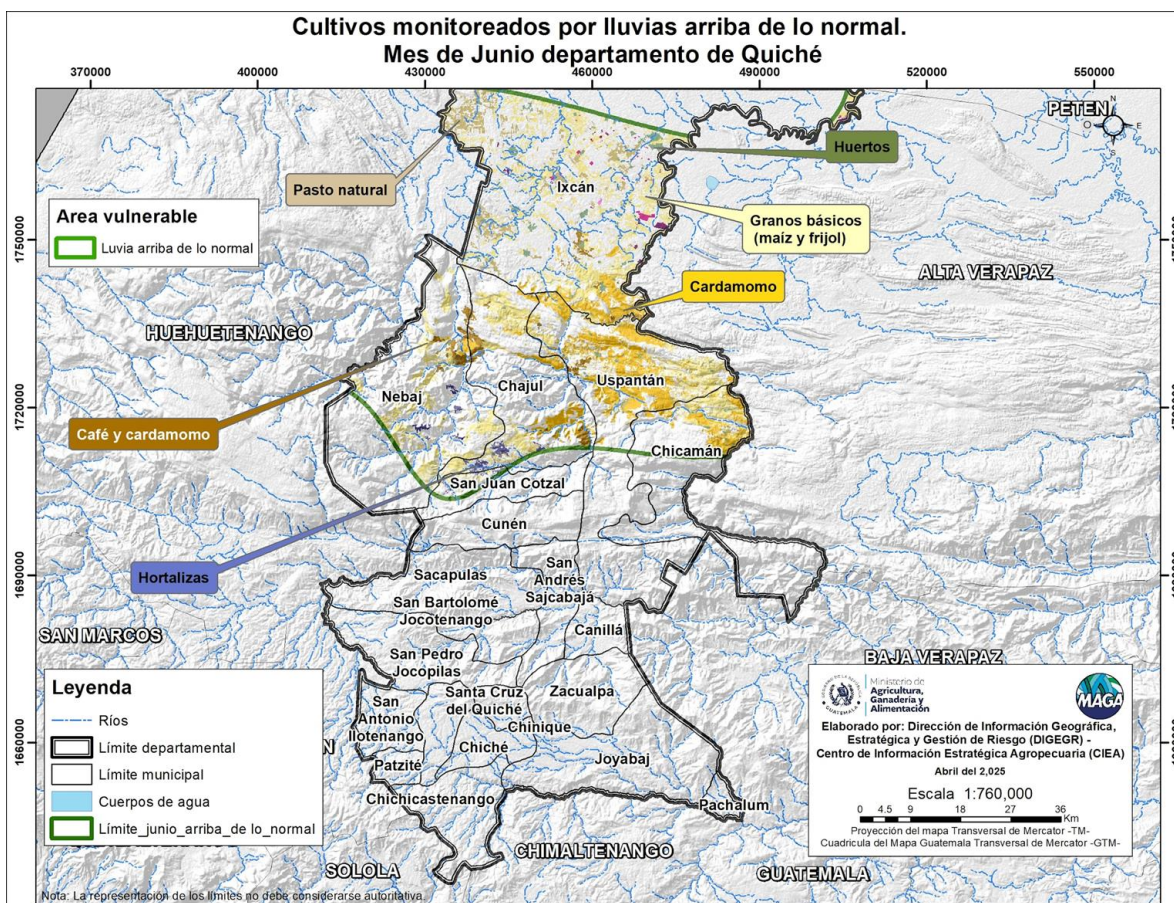 Cultivos monitoreados por lluvias arriba de lo normal.
Mes de Junio departamento de Quiché
370000 400000 430000 460000 490000 520000 550000
PETEN
N
O E
S
Huertos
Pasto natural
Ixcán
Area vulnerable
Luvia arriba de lo normal
Granos básicos
(maíz y frijol)
1750000
ALTA VERAPAZ
Cardamomo
HUEHUETENANGO
Nebaj
Chajul
Uspantán
1720000
Café y cardamomo
Chicamán
San Juan Cotzal
Cunén
Hortalizas
1690000
Sacapulas
San
Andrés
Sajcabajá
San Bartolomé
Jocotenango
Canillá
SAN MARCOS
BAJA VERAPAZ
San Pedro
Jocopilas
Leyenda
Ríos
Límite departamental
Límite municipal
Cuerpos de agua
Límite_junio_arriba_de lo_normal
Santa Cruz
del Quiché
Zacualpa
San
Antonio
Ilotenango
Chinique
1660000
Chiché
Joyabaj
Patzité
Chichicastenango
Pachalum
Ministerio de
Agricultura,
Ganadería y
Alimentación
MAGA
Elaborado por: Dirección de Información Geográfica,
Estratégica y Gestión de Riesgo (DIGEGR) -
Centro de Información Estratégica Agropecuaria (CIEA)
Abril del 2,025
Escala 1:760,000
0 4.5 9 18 27 36
Km
Proyección del mapa Transversal de Mercator -TM-
Cuadricula del Mapa Guatemala Transversal de Mercator -GTM-
CHIMALTENANGO
SOLOLA
GUATEMALA
Nota: La representación de los límites no debe considerarse autoritativa.